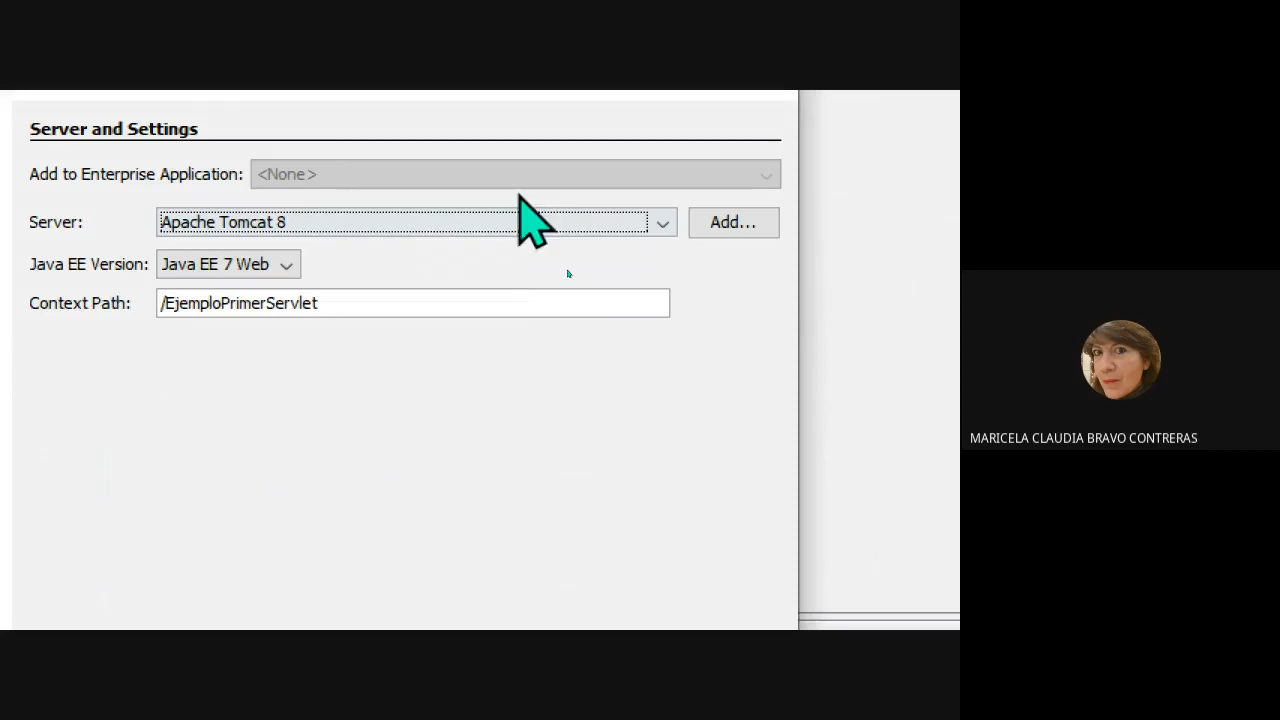 Server and Settings
Add to Enterprise Application: <None>
Server: Apache Tomcat 8 Add...
Java EE Version: Java EE 7 Web
Context Path: /EjemploPrimerServlet
MARICELA CLAUDIA BRAVO CONTRERAS